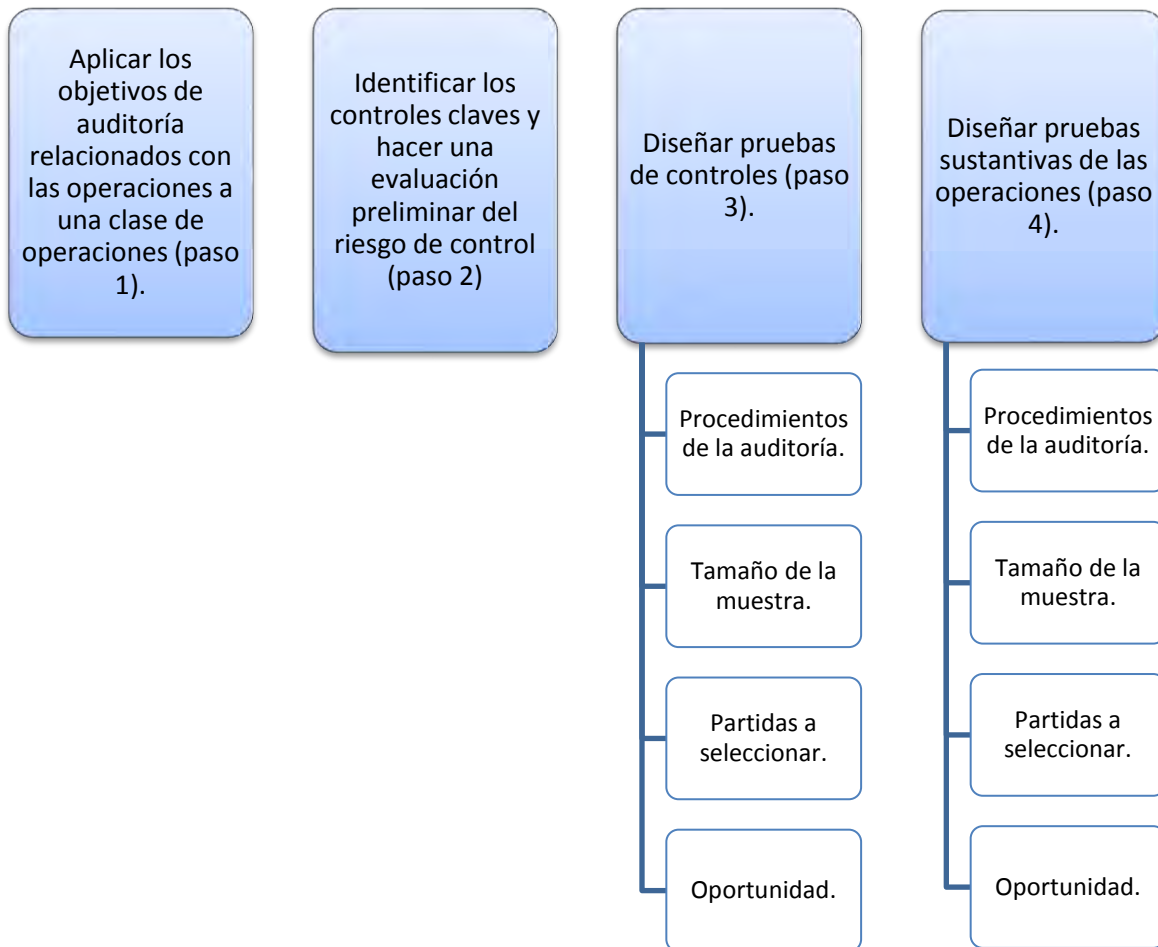 Aplicar los
objetivos de
auditoría
relacionados con
las operaciones a
una clase de
operaciones (paso
1).
Identificar los
controles claves y
hacer una
evaluación
preliminar del
riesgo de control
(paso 2)
Diseñar pruebas
de controles (paso
3).
Procedimientos
de la auditoría.
Tamaño de la
muestra.
Partidas a
seleccionar.
Oportunidad.
Diseñar pruebas
sustantivas de las
operaciones (paso
4).
Procedimientos
de la auditoría.
Tamaño de la
muestra.
Partidas a
seleccionar.
Oportunidad.